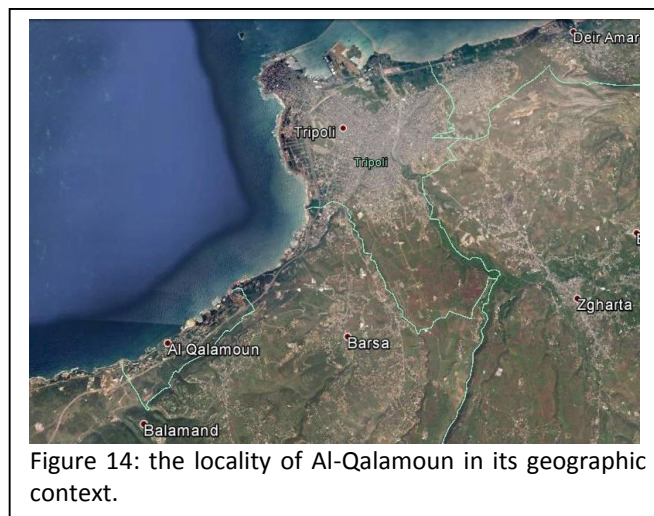 Deir Amar
Tripoli
Tripoli
Zgharta
Al Qalamoun
Barsa
Balamand
Figure 14: the locality of Al-Qalamoun in its geographic
context.